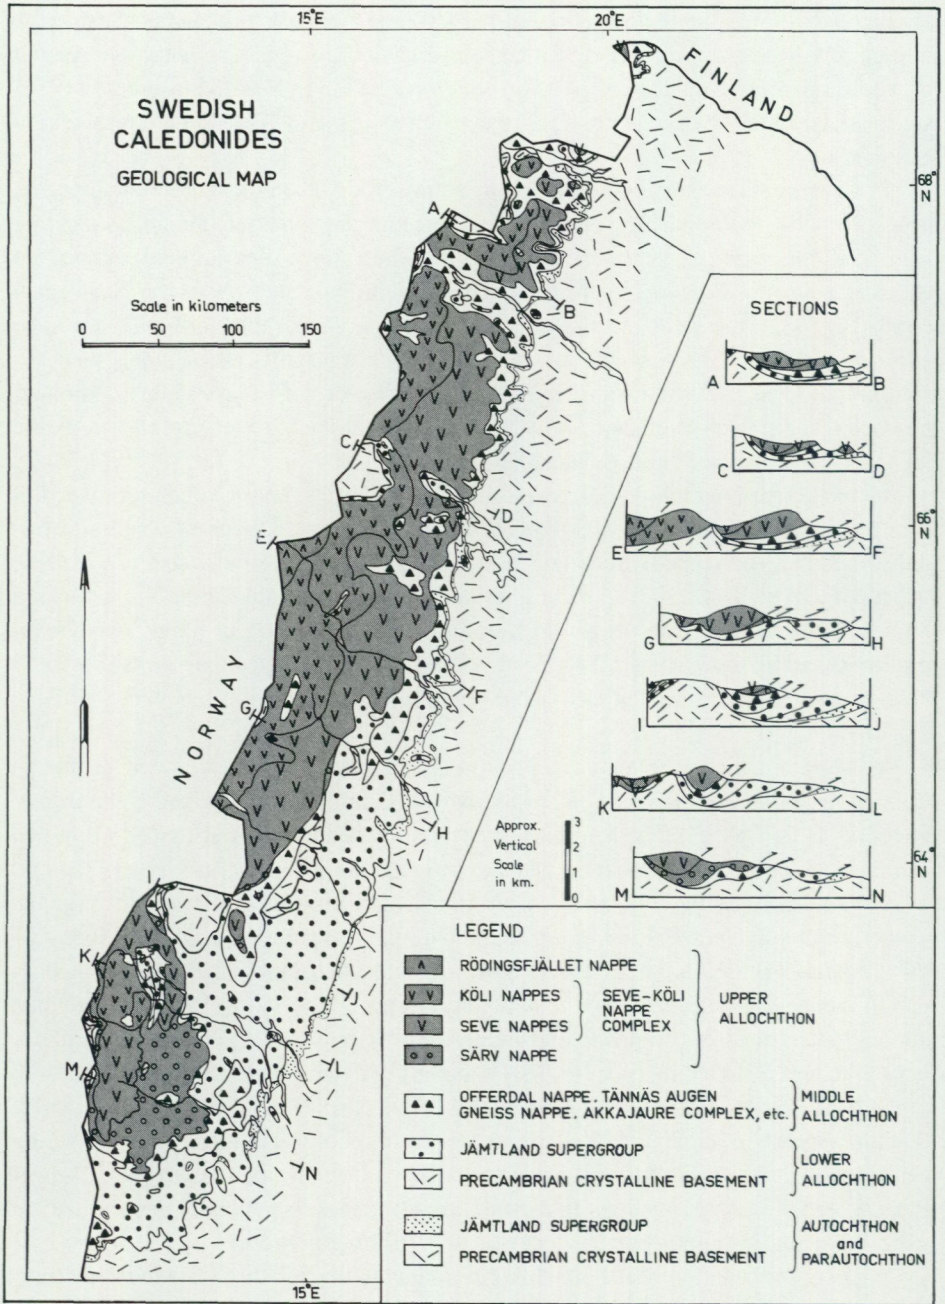 15°E
20°E
SWEDISH
CALEDONIDES
GEOLOGICAL MAP
FINLAND
68°
N
A
B
Scale in kilometers
0 50 100 150
C
D
E
66°
N
F
NORWAY
G
H
I
64°
N
K
J
L
M
N
15°E
SECTIONS
A B
C D
E F
G H
I J
K L
M N
Approx.
Vertical
Scale
in km.
3
2
1
0
LEGEND
RÖDINGSFJÄLLET NAPPE
KÖLI NAPPES
SEVE NAPPES
SEVE-KÖLI
NAPPE
COMPLEX
SÄRV NAPPE
UPPER
ALLOCHTHON
OFFERDAL NAPPE. TÄNNÄS AUGEN
GNEISS NAPPE. AKKAJAURE COMPLEX, etc.
MIDDLE
ALLOCHTHON
JÄMTLAND SUPERGROUP
PRECAMBRIAN CRYSTALLINE BASEMENT
LOWER
ALLOCHTHON
JÄMTLAND SUPERGROUP
PRECAMBRIAN CRYSTALLINE BASEMENT
AUTOCHTHON
and
PARAUTOCHTHON